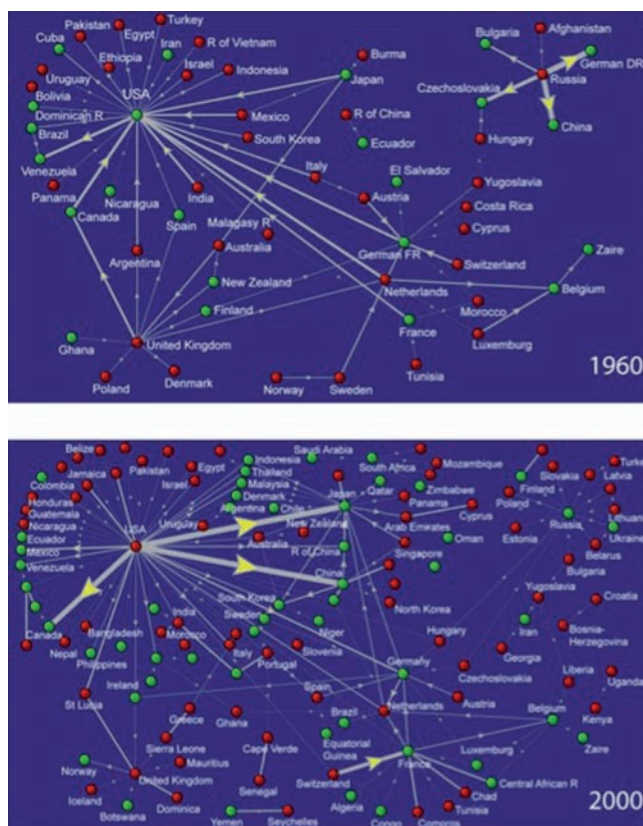 Turkey
Pakistan
Egypt
R of Vietnam
Cuba
Iran
Ethiopia
Israel
Indonesia
Uruguay
USA
Bolivia
Dominican R
Brazil
Mexico
South Korea
Venezuela
Panama
Canada
Nicaragua
India
Spain
Malagasy R
Argentina
Australia
New Zealand
Finland
United Kingdom
Ghana
Poland
Denmark
Norway
Sweden
Burma
Japan
R of China
Ecuador
El Salvador
Italy
Austria
German FR
Netherlands
France
Tunisia
Bulgaria
Afghanistan
German DR
Russia
Czechoslovakia
China
Hungary
Yugoslavia
Costa Rica
Cyprus
Switzerland
Zaire
Belgium
Morocco
Luxemburg
1960
Belize
Jamaica
Pakistan
Egypt
Colombia
Israel
Honduras
Guatemala
Nicaragua
USA
Ecuador
Mexico
Venezuela
Uruguay
Indonesia
Thailand
Malaysia
Denmark
Argentina
Chile
Saudi Arabia
Japan
New Zealand
Australia
R of China
China
South Africa
Qatar
Mozambique
Zimbabwe
Panama
Arab Emirates
Cyprus
Singapore
Oman
North Korea
Slovakia
Finland
Poland
Latvia
Russia
Ukraine
Estonia
Belarus
Bulgaria
Yugoslavia
Croatia
Iran
Bosnia-
Herzegovina
Georgia
Liberia
Uganda
Kenya
Canada
Nepal
Bangladesh
Philippines
India
Morocco
Italy
Portugal
Ireland
South Korea
Sweden
Niger
Slovenia
Germany
Hungary
Czechoslovakia
Spain
Netherlands
Austria
St Lucia
Greece
Ghana
Brazil
Equatorial
Guinea
France
Belgium
Zaire
Luxemburg
Sierra Leone
Cape Verde
Norway
United Kingdom
Mauritius
Iceland
Botswana
Dominica
Senegal
Yemen
Seychelles
Switzerland
Algeria
Congo
Central African R
Chad
Tunisia
Comoros
2000